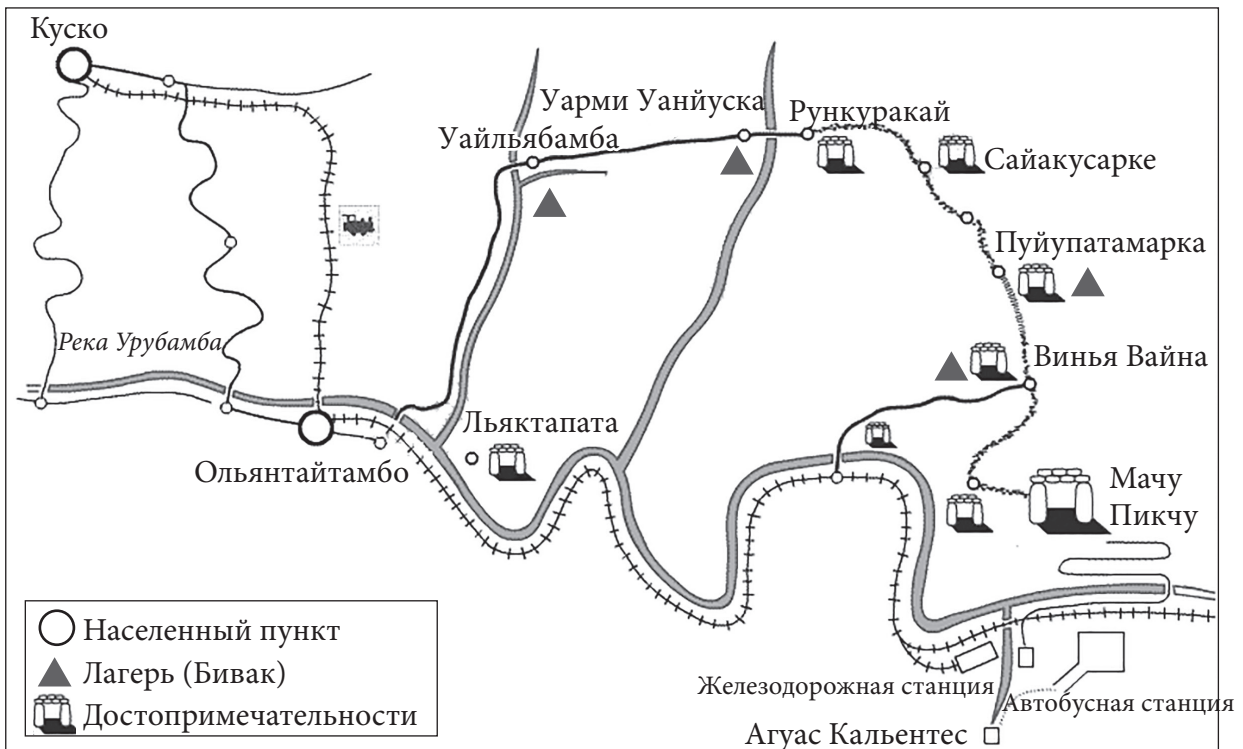 Куско
Уарми Уанйуска
Рункуракай
Уайльябамба
Сайакусарке
Пуйупатамарка
Река Урубамба
Винья Вайна
Льяктапата
Ольянтайтамбо
Мачу
Пикчу
Населенный пункт
Лагерь (Бивак)
Достопримечательности
Железодорожная станция
Автобусная станция
Агуас Кальентес